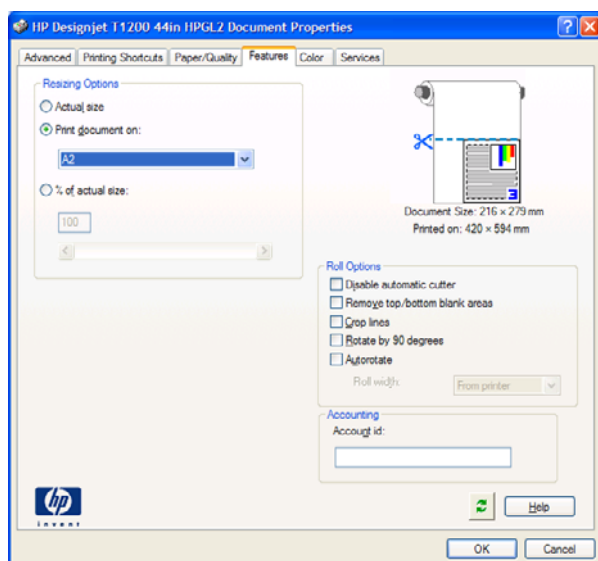 HP Designjet T1200 44in HPGL2 Document Properties
Advanced Printing Shortcuts Paper/Quality Features Color Services
Resizing Options
Actual size
Print document on:
A2
% of actual size:
100
3
Document Size: 216 × 279 mm
Printed on: 420 × 594 mm
Roll Options
Disable automatic cutter
Remove top/bottom blank areas
Crop lines
Rotate by 90 degrees
Autorotate
Roll width: From printer
Accounting
Account id:
hp
invent
Help
OK Cancel